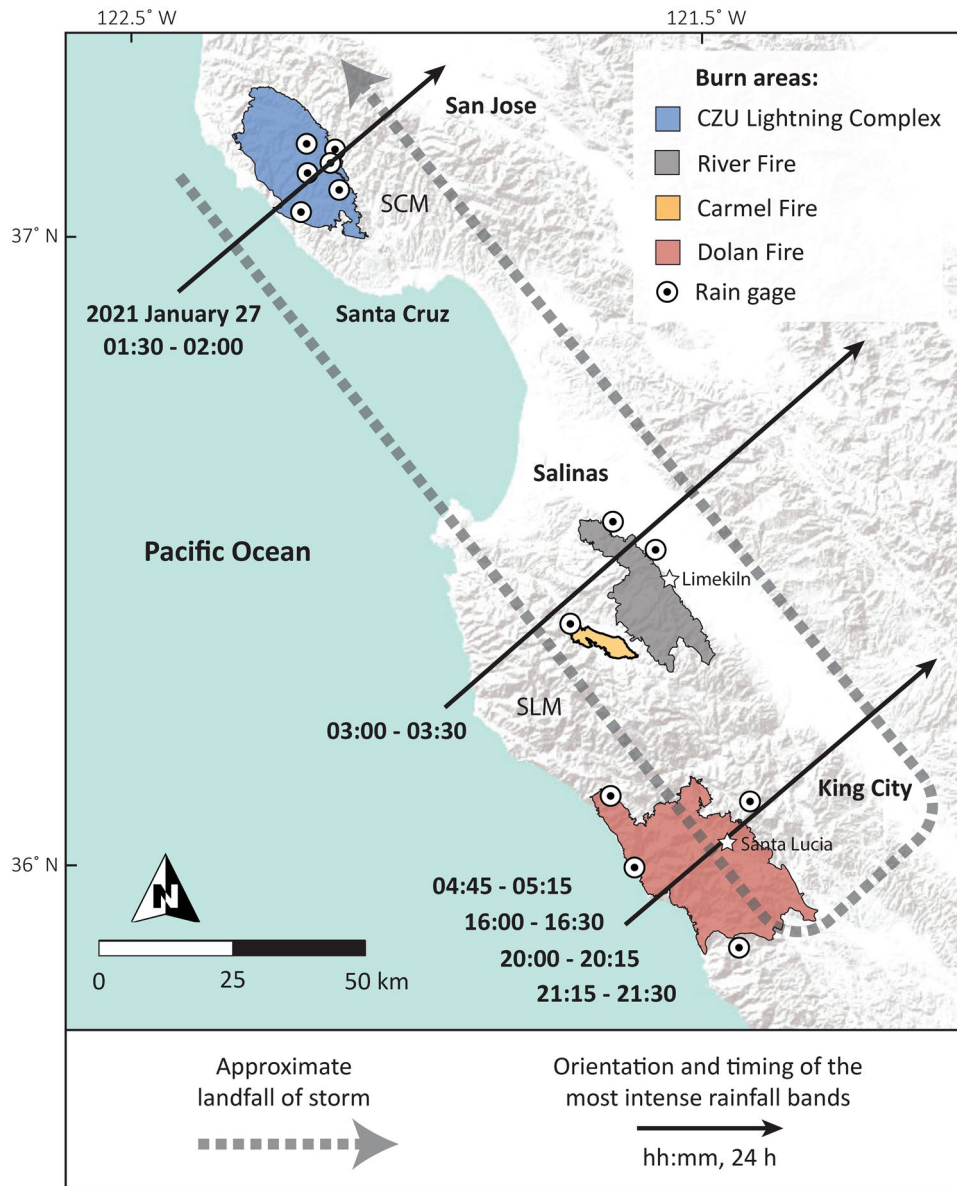 122.5° W
121.5° W
Burn areas:
CZU Lightning Complex
River Fire
Carmel Fire
Dolan Fire
Rain gage
San Jose
SCM
37° N
2021 January 27
01:30 - 02:00
Santa Cruz
Salinas
Pacific Ocean
Limekiln
SLM
03:00 - 03:30
King City
Santa Lucia
36° N
04:45 - 05:15
16:00 - 16:30
20:00 - 20:15
21:15 - 21:30
N
0
25
50 km
Approximate
landfall of storm
Orientation and timing of the
most intense rainfall bands
hh:mm, 24 h